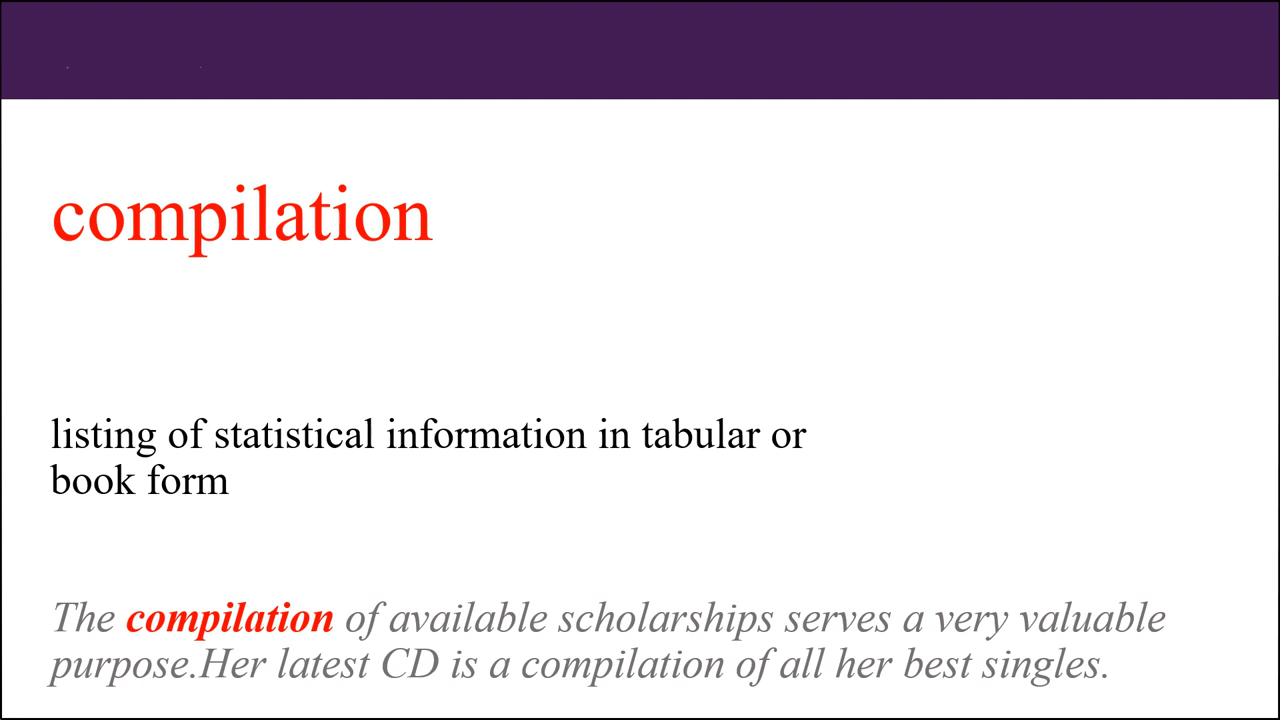 compilation
listing of statistical information in tabular or
book form
The compilation of available scholarships serves a very valuable
purpose.Her latest CD is a compilation of all her best singles.